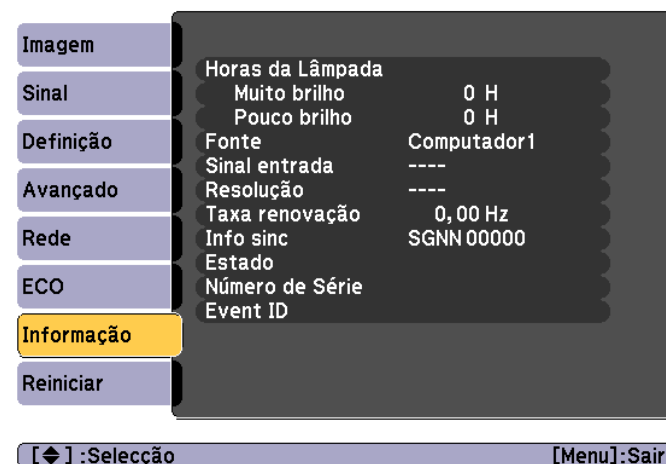 Imagem
Sinal
Definição
Avançado
Rede
ECO
Informação
Reiniciar
Horas da Lâmpada
Muito brilho 0 H
Pouco brilho 0 H
Fonte Computador1
Sinal entrada ----
Resolução ----
Taxa renovação 0,00 Hz
Info sinc SGNN 00000
Estado
Número de Série
Event ID
[◆] :Selecção [Menu]:Sair